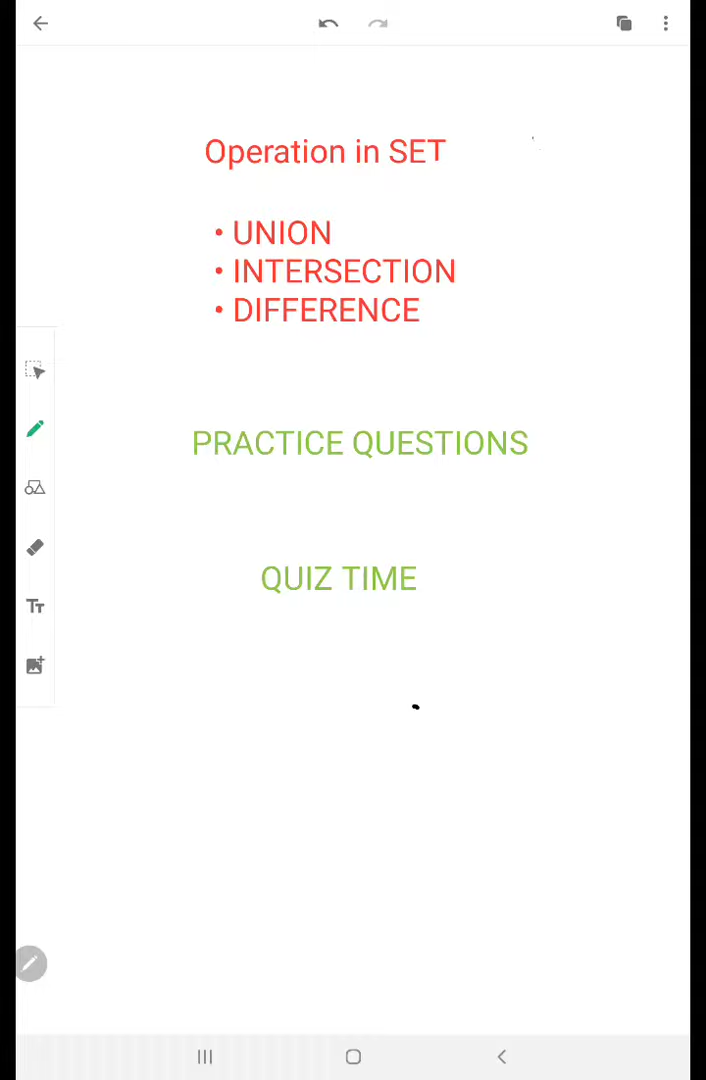 Operation in SET
• UNION
• INTERSECTION
• DIFFERENCE
PRACTICE QUESTIONS
QUIZ TIME